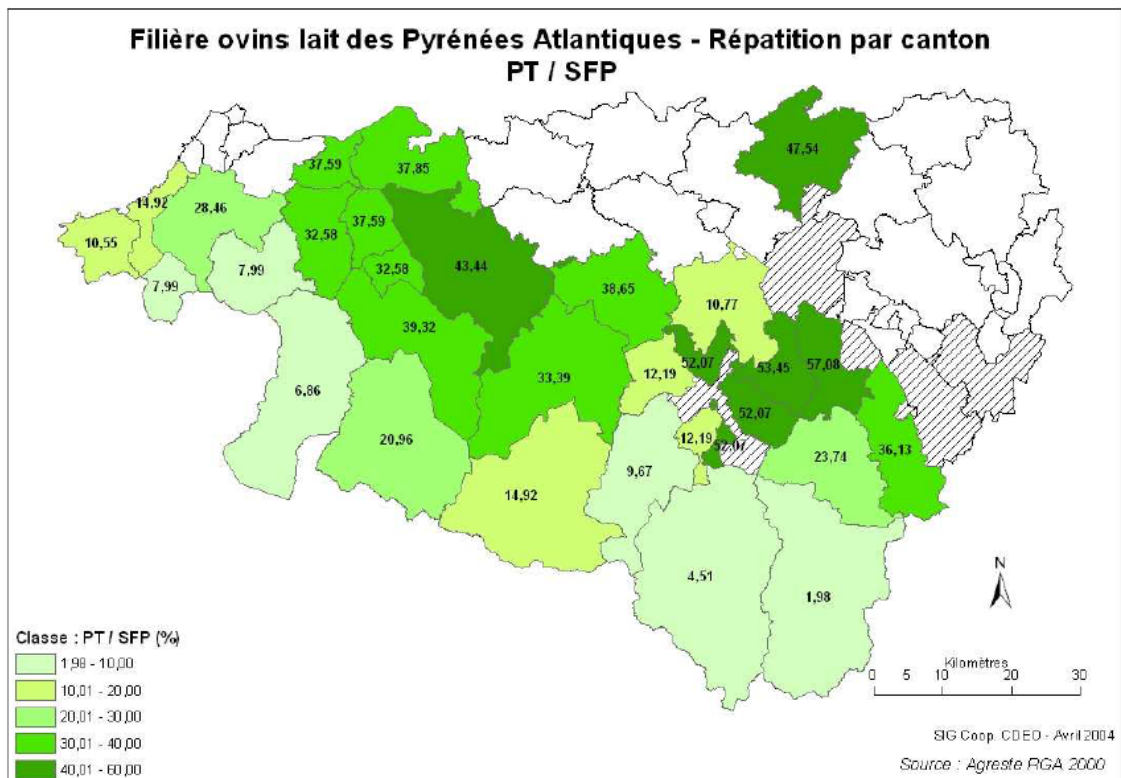 Filière ovins lait des Pyrénées Atlantiques - Répatition par canton
PT / SFP
47,54
37,59
37,85
14,92
28,46
37,59
10,55
32,58
43,44
7,99
32,58
7,99
38,65
10,77
39,32
52,07
53,45
57,08
6,86
33,39
12,19
52,07
20,96
12,19
52,07
23,74
36,13
9,67
14,92
4,51
1,98
N
Classe : PT / SFP (%)
1,98 - 10,00
10,01 - 20,00
20,01 - 30,00
30,01 - 40,00
40,01 - 60,00
Kilomètres
0 5 10 20 30
SIG Coop. CDEO - Avril 2004
Source : Agreste RGA 2000